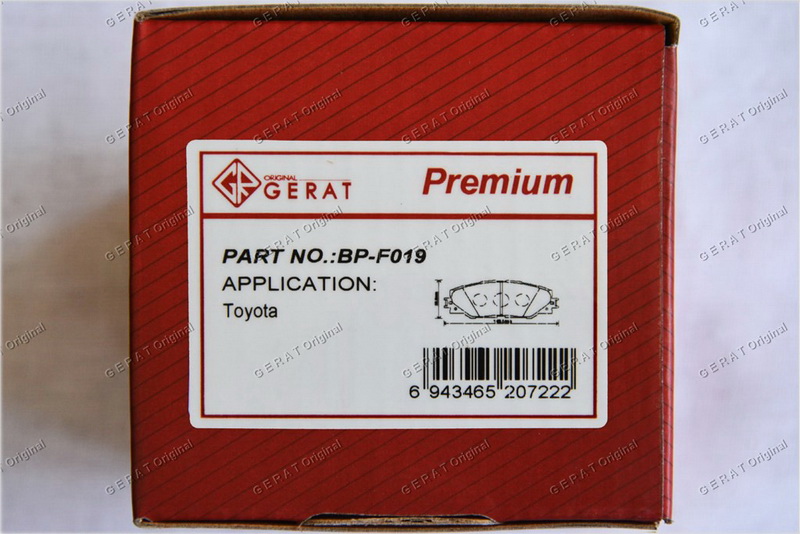 ORIGINAL
GERAT
Premium
PART NO.:BP-F019
APPLICATION:
Toyota
6 943465 207222
GERAT Original